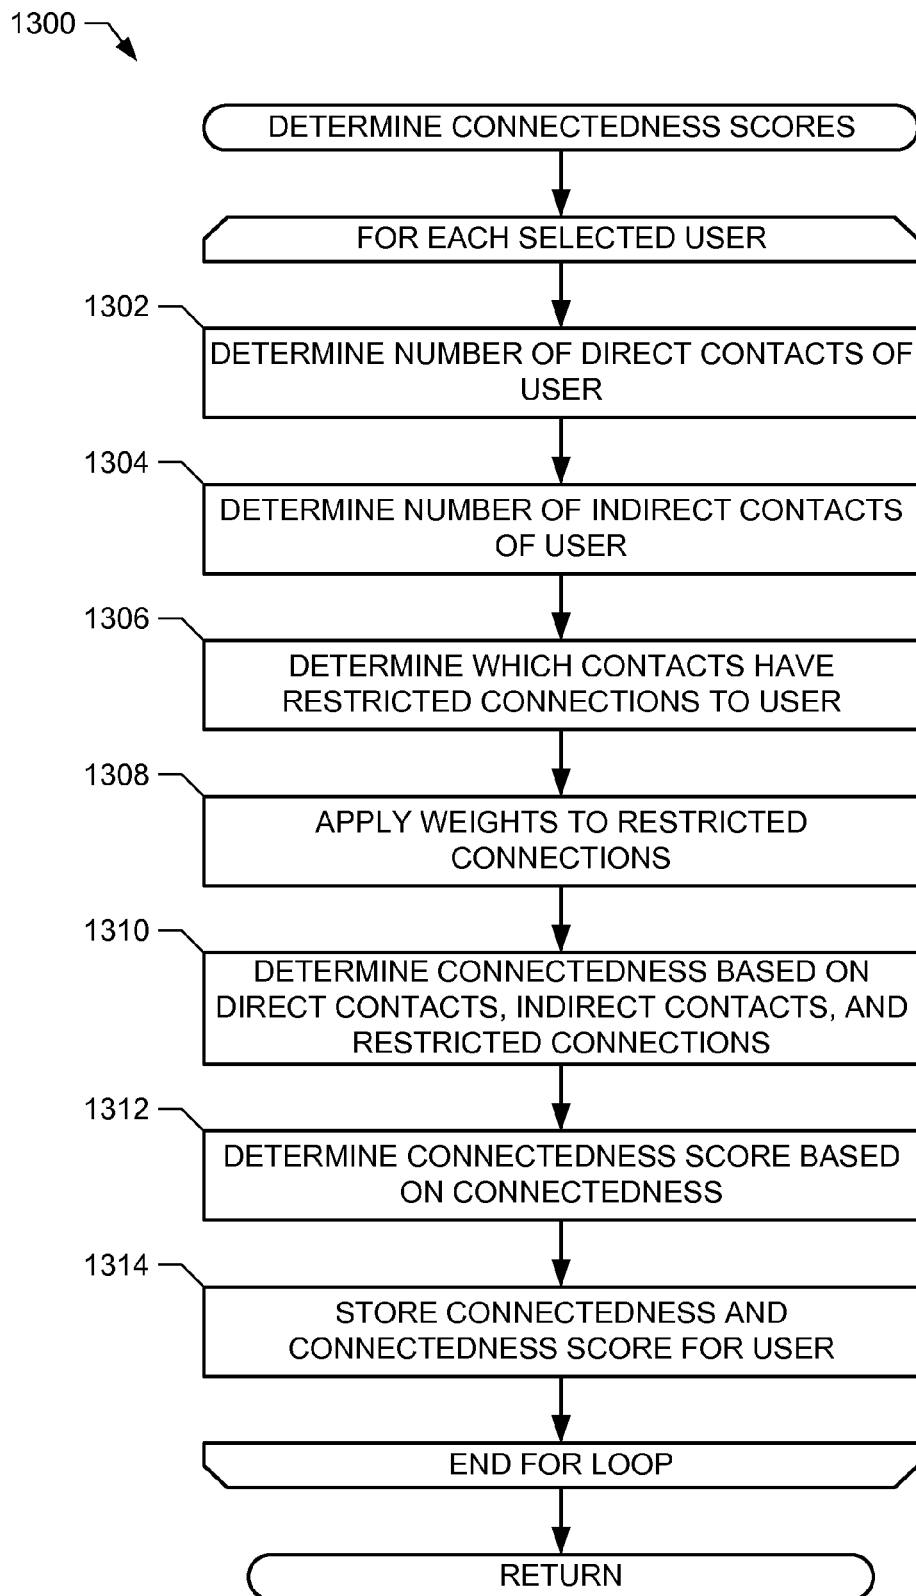 1300
DETERMINE CONNECTEDNESS SCORES
FOR EACH SELECTED USER
1302
DETERMINE NUMBER OF DIRECT CONTACTS OF
USER
1304
DETERMINE NUMBER OF INDIRECT CONTACTS
OF USER
1306
DETERMINE WHICH CONTACTS HAVE
RESTRICTED CONNECTIONS TO USER
1308
APPLY WEIGHTS TO RESTRICTED
CONNECTIONS
1310
DETERMINE CONNECTEDNESS BASED ON
DIRECT CONTACTS, INDIRECT CONTACTS, AND
RESTRICTED CONNECTIONS
1312
DETERMINE CONNECTEDNESS SCORE BASED
ON CONNECTEDNESS
1314
STORE CONNECTEDNESS AND
CONNECTEDNESS SCORE FOR USER
END FOR LOOP
RETURN